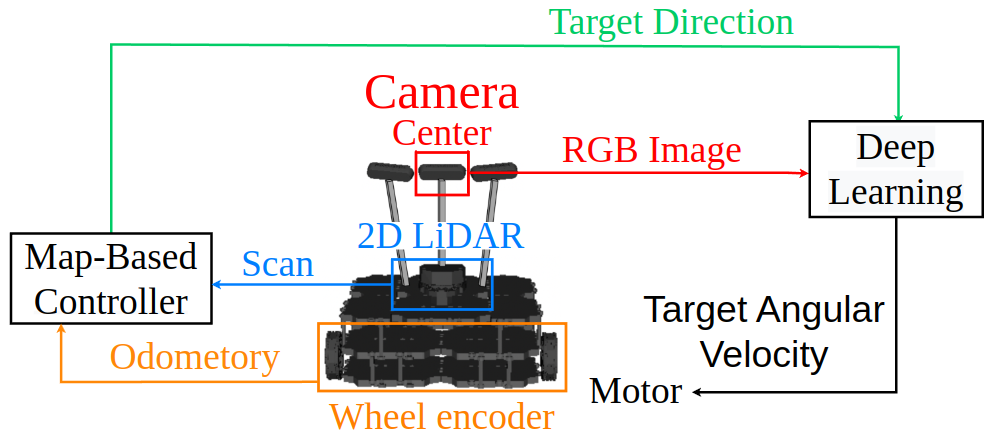 Target Direction
Camera
Center
RGB Image
Deep
Learning
2D LiDAR
Map-Based
Controller
Scan
Target Angular
Velocity
Odometory
Motor
Wheel encoder